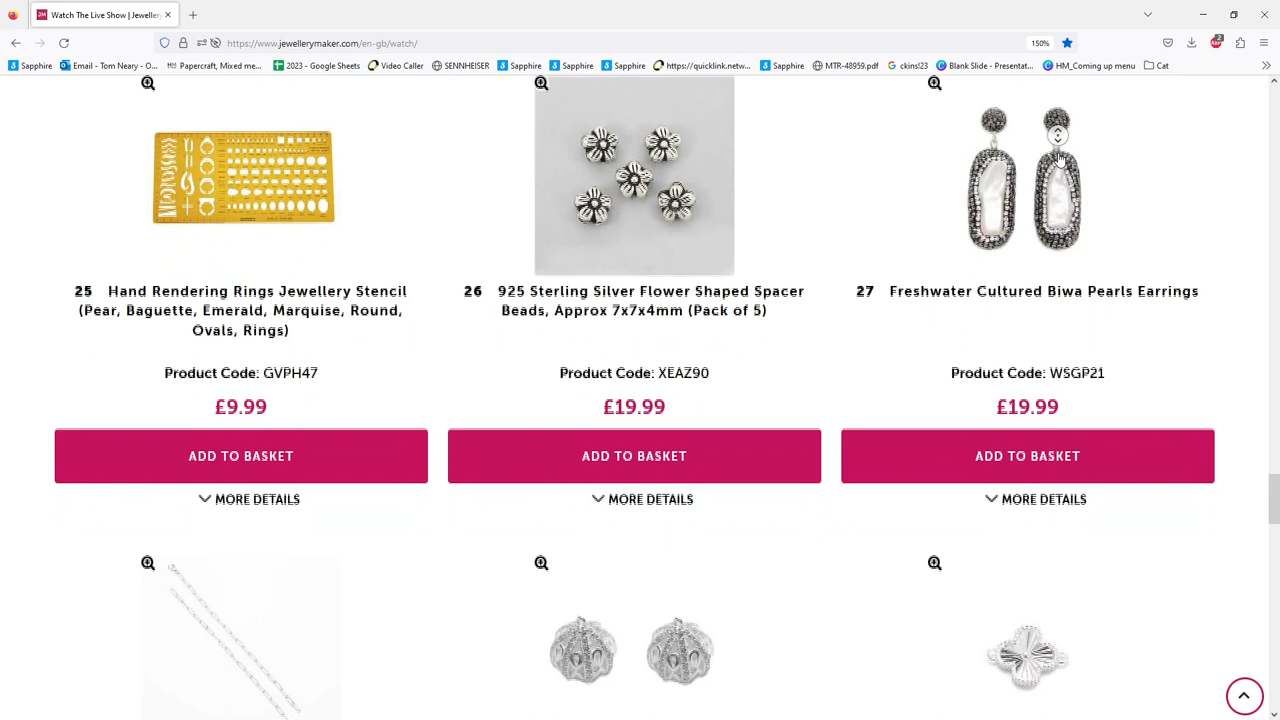 Watch The Live Show | Jeweller
https://www.jewellerymaker.com/en.gb/watch/
150%
2
Sapphire
Email - Tom Neary - O...
Papercraft, Mixed me...
2023 - Google Sheets
Video Caller
SENNHEISER
Sapphire
Sapphire
Sapphire
https://quicklink.netw...
Sapphire
MTR-48959.pdf
ckins!23
Blank Slide - Presentat...
HM_Coming up menu
Cat
25 Hand Rendering Rings Jewellery Stencil
(Pear, Baguette, Emerald, Marquise, Round,
Ovals, Rings)
Product Code: GVPH47
£9.99
ADD TO BASKET
MORE DETAILS
26 925 Sterling Silver Flower Shaped Spacer
Beads, Approx 7x7x4mm (Pack of 5)
Product Code: XEAZ90
£19.99
ADD TO BASKET
MORE DETAILS
27 Freshwater Cultured Biwa Pearls Earrings
Product Code: WSGP21
£19.99
ADD TO BASKET
MORE DETAILS